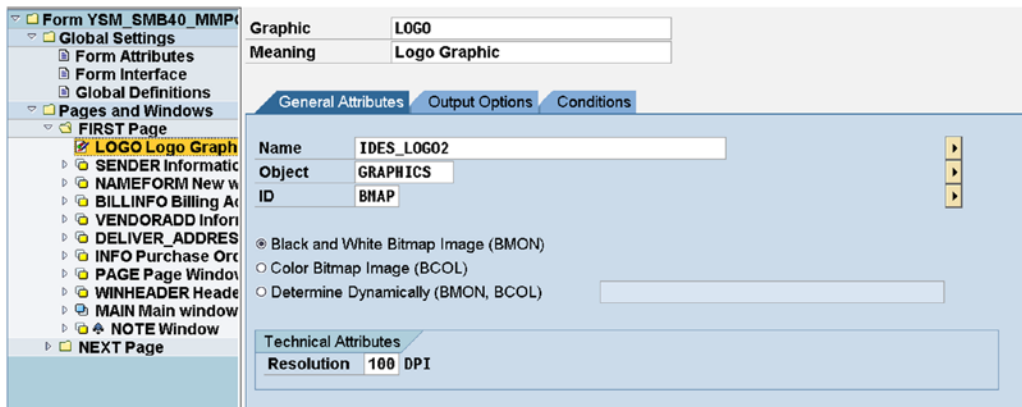 Form YSM_SMB40_MMP
Global Settings
Form Attributes
Form Interface
Global Definitions
Pages and Windows
FIRST Page
LOGO Logo Graph
SENDER Informatic
NAMEFORM New w
BILLINFO Billing A
VENDORADD Infor
DELIVER_ADDRES
INFO Purchase Or
PAGE Page Windo
WINHEADER Heade
MAIN Main window
NOTE Window
NEXT Page
Graphic LOGO
Meaning Logo Graphic
General Attributes Output Options Conditions
Name IDES_LOGO2
Object GRAPHICS
ID BMAP
Black and White Bitmap Image (BMON)
Color Bitmap Image (BCOL)
Determine Dynamically (BMON, BCOL)
Technical Attributes
Resolution 100 DPI